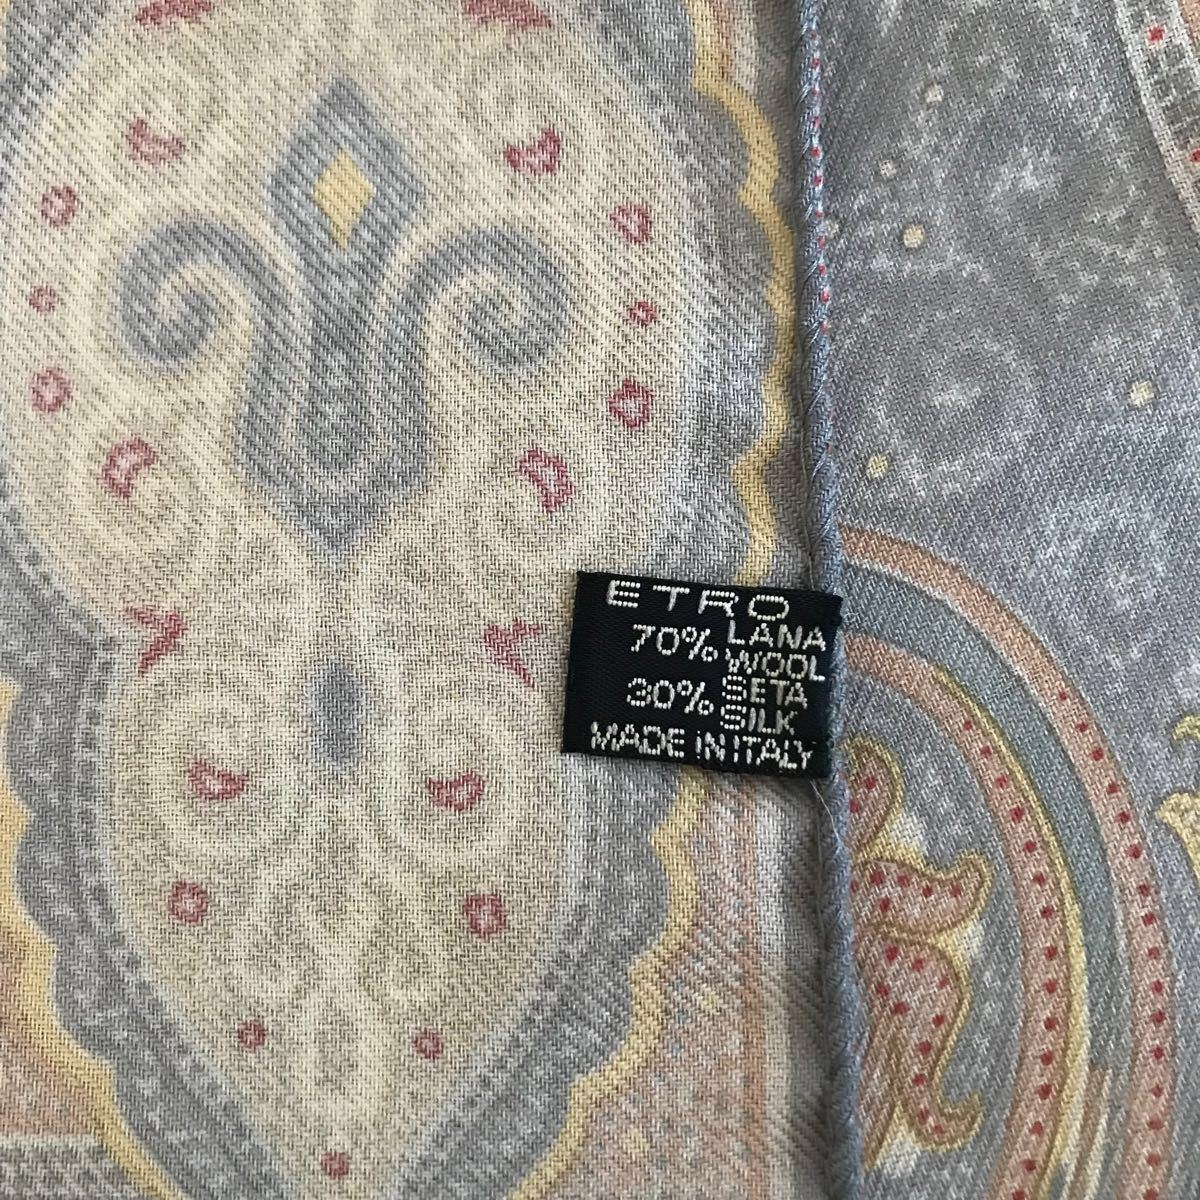 ETRO
70% LANA
WOOL
30% SETA
SILK
MADE IN ITALY